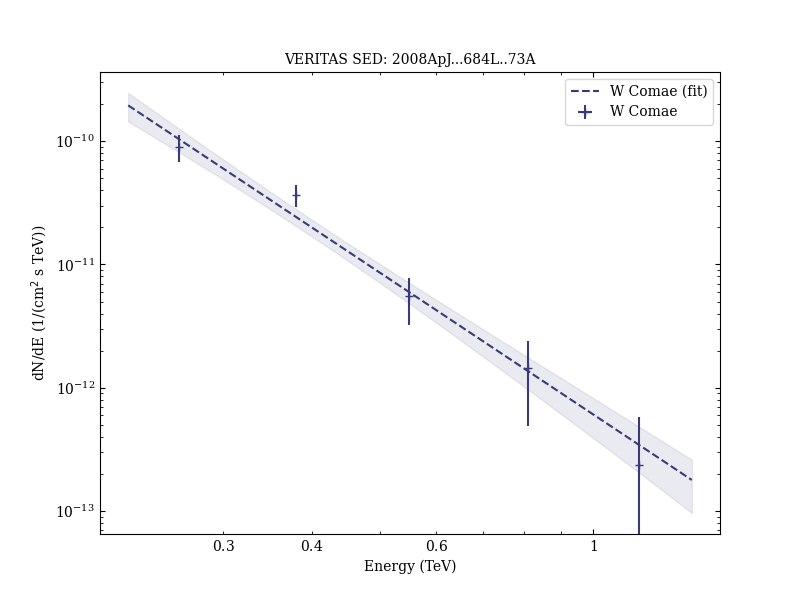 VERITAS SED: 2008ApJ...684L..73A
W Comae (fit)
W Comae
10⁻¹⁰
10⁻¹¹
10⁻¹²
10⁻¹³
dN/dE (1/(cm² s TeV))
0.3 0.4 0.6 1
Energy (TeV)